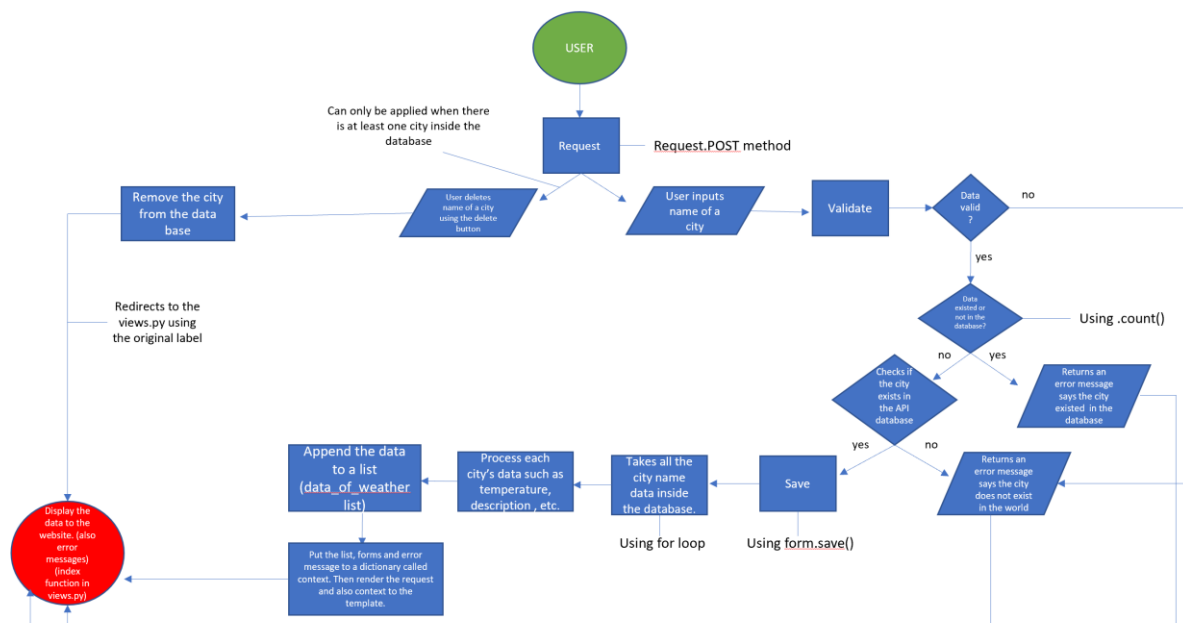 USER
Can only be applied when there
is at least one city inside the
database
Request
Request.POST method
Remove the city
from the data
base
User deletes
name of a city
using the delete
button
User inputs
name of a
city
Validate
Data
valid
?
no
yes
Redirects to the
views.py using
the original label
Data
existed or
not in the
database?
Using .count()
no
yes
Checks if
the city
exists in
the API
database
Returns an
error message
says the city
existed in the
database
yes
no
Append the data
to a list
(data_of_weather
list)
Process each
city's data such as
temperature,
description , etc.
Takes all the
city name
data inside
the database.
Save
Returns an
error message
says the city
does not exist
in the world
Display the
data to the
website. (also
error
messages)
(index
function in
views.py)
Using for loop
Using form.save()
Put the list, forms and error
message to a dictionary called
context. Then render the request
and also context to the
template.